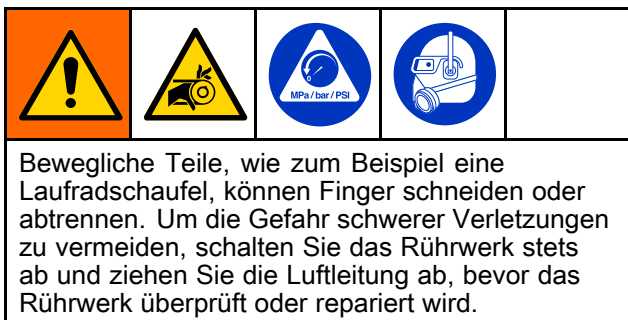 MPa / bar / PSI
Bewegliche Teile, wie zum Beispiel eine
Laufradschaufel, können Finger schneiden oder
abtrennen. Um die Gefahr schwerer Verletzungen
zu vermeiden, schalten Sie das Rührwerk stets
ab und ziehen Sie die Luftleitung ab, bevor das
Rührwerk überprüft oder repariert wird.